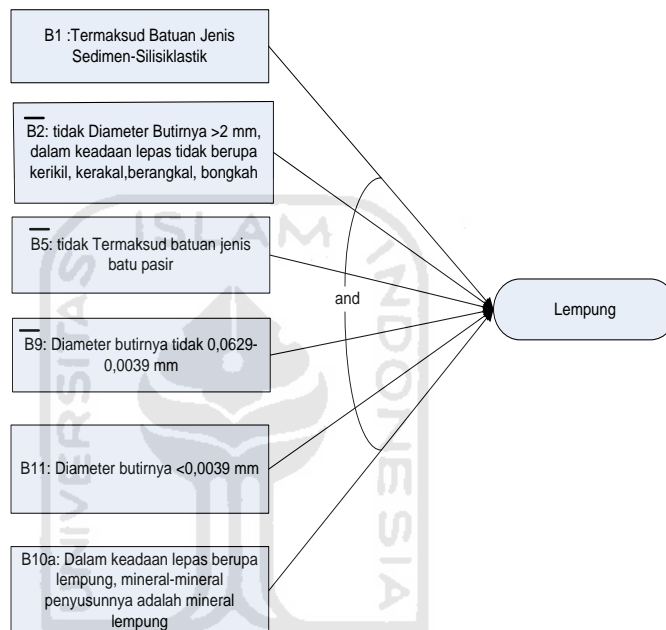 B1 :Termaksud Batuan Jenis
Sedimen-Silisiklastik
B2: tidak Diameter Butirnya >2 mm,
dalam keadaan lepas tidak berupa
kerikil, kerakal,berangkal, bongkah
B5: tidak Termaksud batuan jenis
batu pasir
and
Lempung
B9: Diameter butirnya tidak 0,0629-
0,0039 mm
B11: Diameter butirnya <0,0039 mm
B10a: Dalam keadaan lepas berupa
lempung, mineral-mineral
penyusunnya adalah mineral
lempung
UNIVERSITAS
ISLAM
INDONESIA